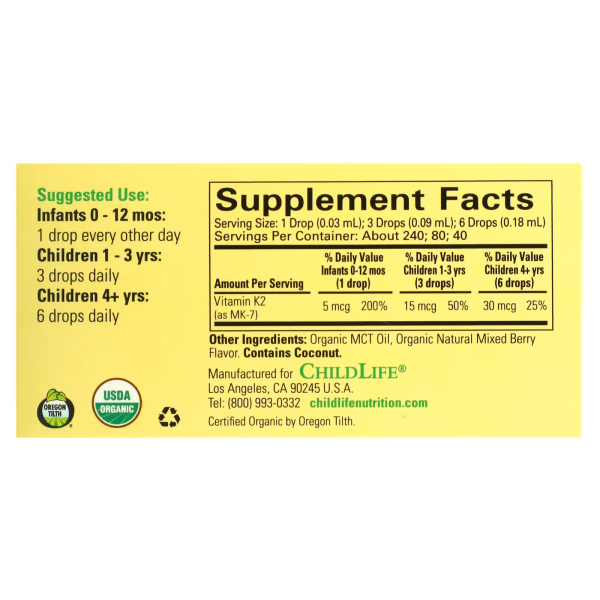 Suggested Use:
Infants 0 - 12 mos:
1 drop every other day
Children 1 - 3 yrs:
3 drops daily
Children 4+ yrs:
6 drops daily
OREGON
TILTH
USDA
ORGANIC
Supplement Facts
Serving Size: 1 Drop (0.03 mL); 3 Drops (0.09 mL); 6 Drops (0.18 mL)
Servings Per Container: About 240; 80; 40
Amount Per Serving
% Daily Value
Infants 0-12 mos
(1 drop)
% Daily Value
Children 1-3 yrs
(3 drops)
% Daily Value
Children 4+ yrs
(6 drops)
Vitamin K2 5 mcg 200% 15 mcg 50% 30 mcg 25%
(as MK-7)
Other Ingredients: Organic MCT Oil, Organic Natural Mixed Berry
Flavor. Contains Coconut.
Manufactured for CHILDLIFE®
Los Angeles, CA 90245 U.S.A.
Tel: (800) 993-0332 childlifenutrition.com
Certified Organic by Oregon Tilth.